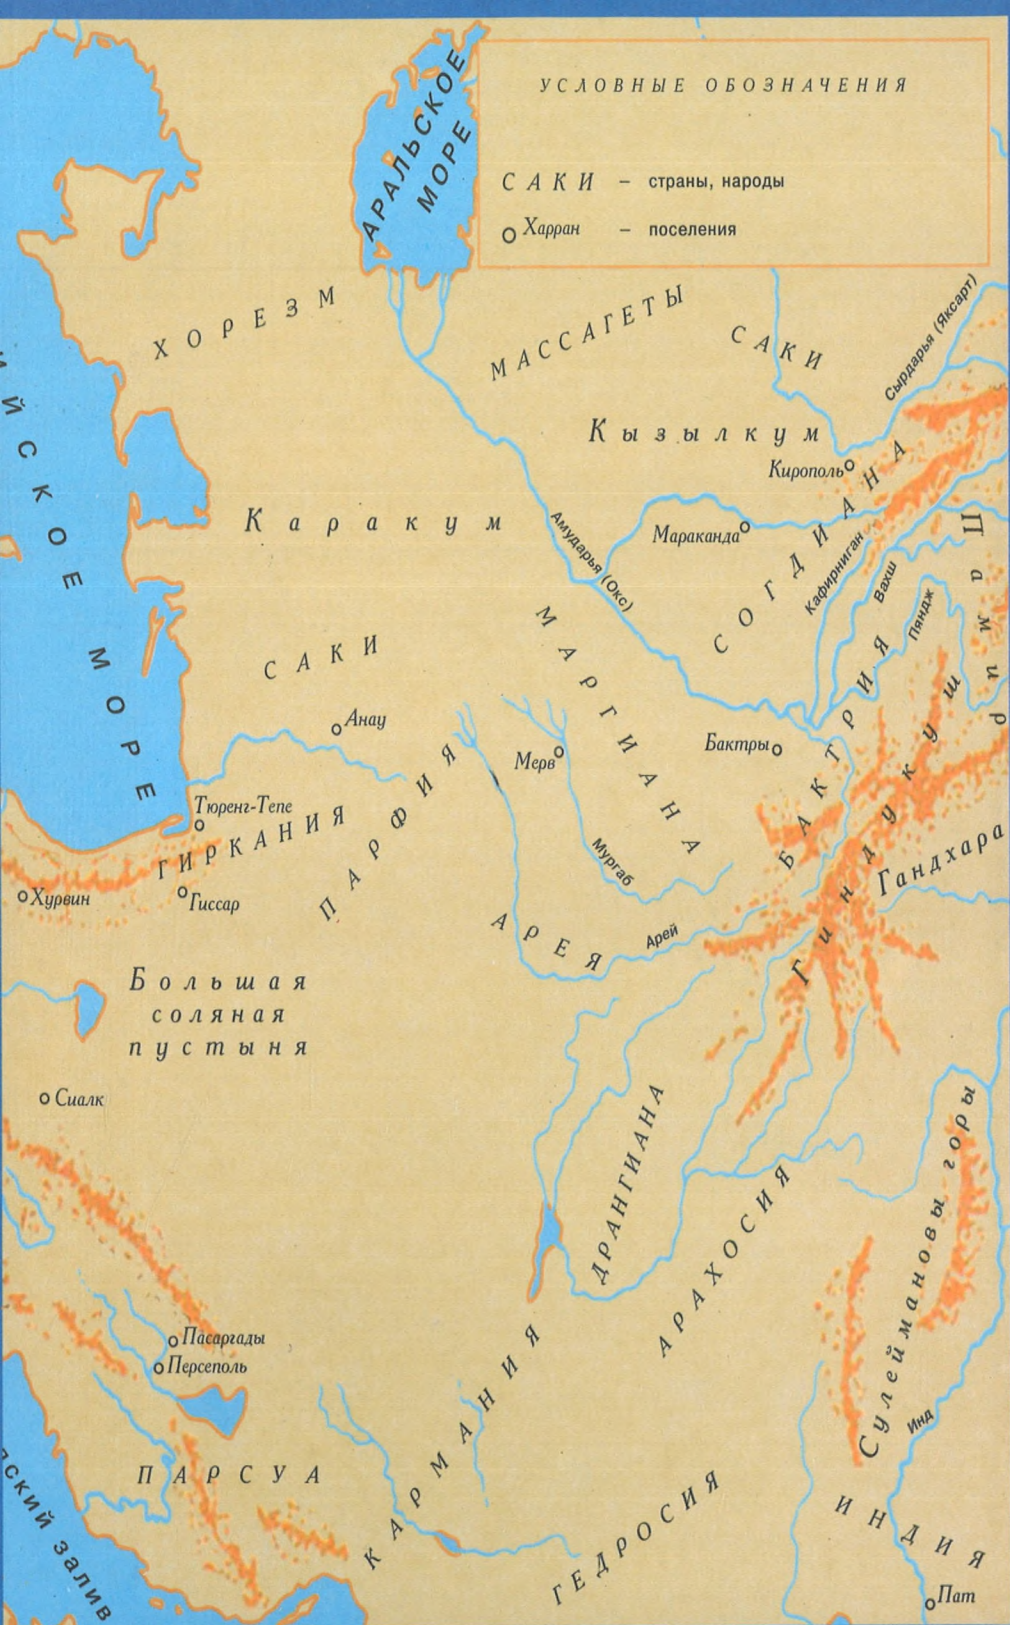 УСЛОВНЫЕ ОБОЗНАЧЕНИЯ
САКИ – страны, народы
Харран – поселения
АРАЛЬСКОЕ
МОРЕ
ХОРЕЗМ
МАССАГЕТЫ
САКИ
Сырдарья (Яксарт)
ИЙСКОЕ МОРЕ
Кызылкум
Кирополь
Каракум
Амударья (Окс)
Мараканда
СОГДИАНА
Кафирниган
Вахш
Пяндж
Памир
САКИ
МАРГИАНА
Анау
Мерв
Бактры
БАКТРИЯ
Гиндукуш
Тюренг-Тепе
ГИРКАНИЯ
ПАРФИЯ
Мургаб
Гандхара
Хурвин
Гиссар
АРЕЯ
Арей
Большая
соляная
пустыня
Сиалк
ДРАНГИАНА
АРАХОСИЯ
Сулеймановы горы
Пасаргады
Персеполь
КАРМАНИЯ
Инд
ПАРСУА
ский залив
ГЕДРОСИЯ
ИНДИЯ
Пат